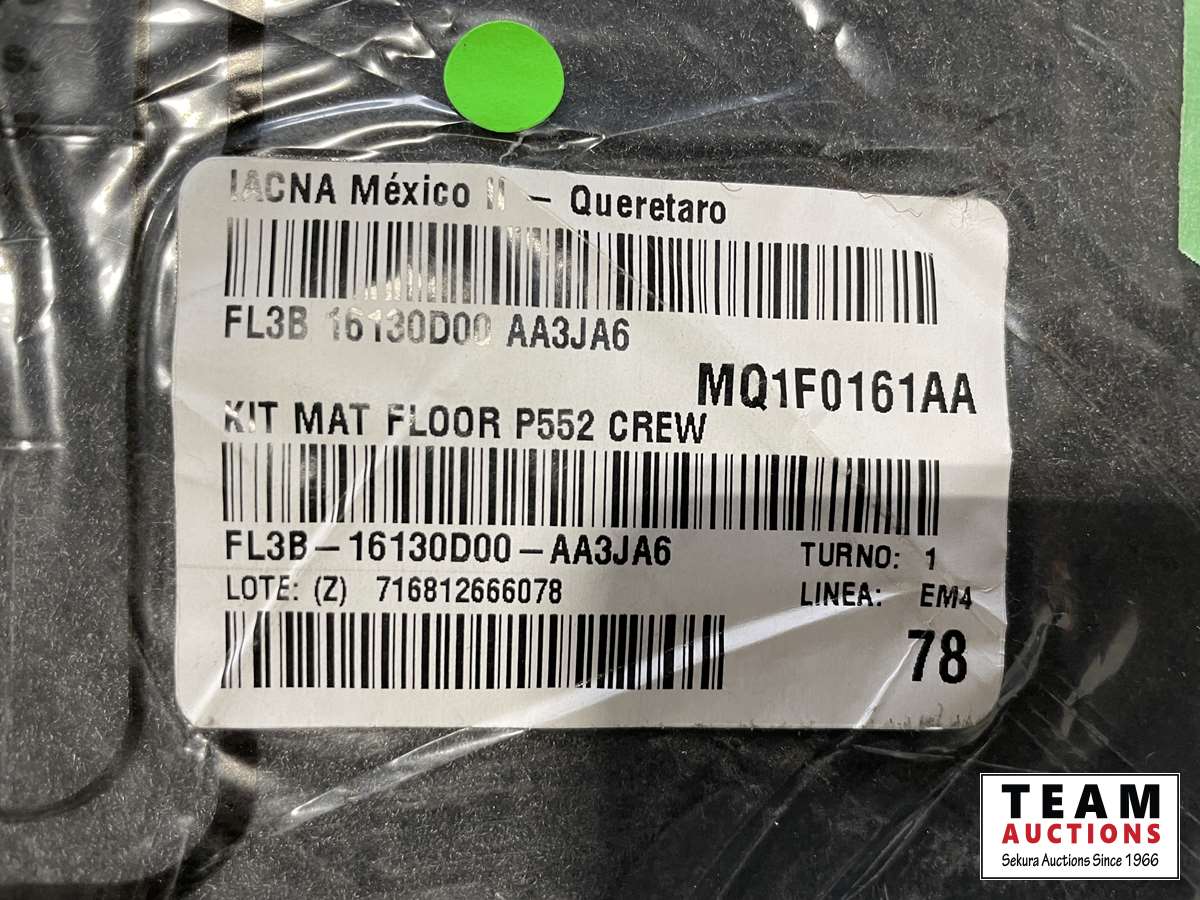 s.
IACNA México II – Queretaro
FL3B 16130D00 AA3JA6
MQ1F0161AA
KIT MAT FLOOR P552 CREW
FL3B-16130D00-AA3JA6
TURNO: 1
LOTE: (Z) 716812666078
LINEA: EM4
78
TEAM
AUCTIONS
Sekura Auctions Since 1966